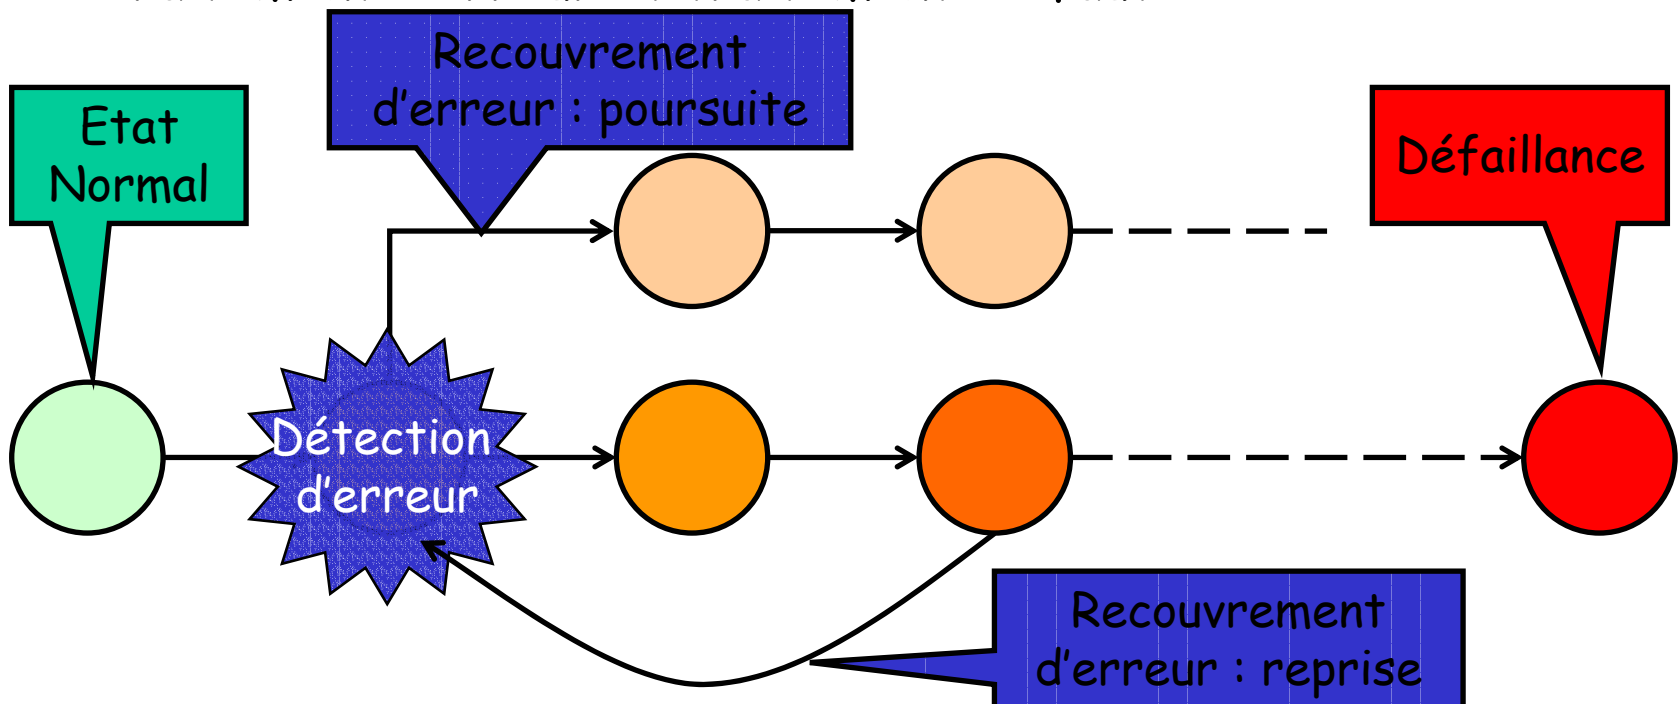 Recouvrement
d'erreur : poursuite
Etat
Normal
Défaillance
Détection
d'erreur
Recouvrement
d'erreur : reprise